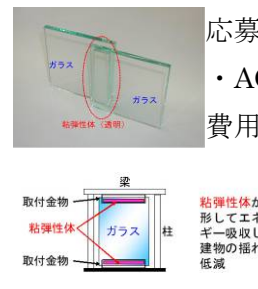 応募
・AG
費用
ガラス
ガラス
粘弾性体（透明）
梁
取付金物
粘弾性体
ガラス
柱
取付金物
粘弾性体が
形してエネ
ギー吸収し
建物の揺れ
低減